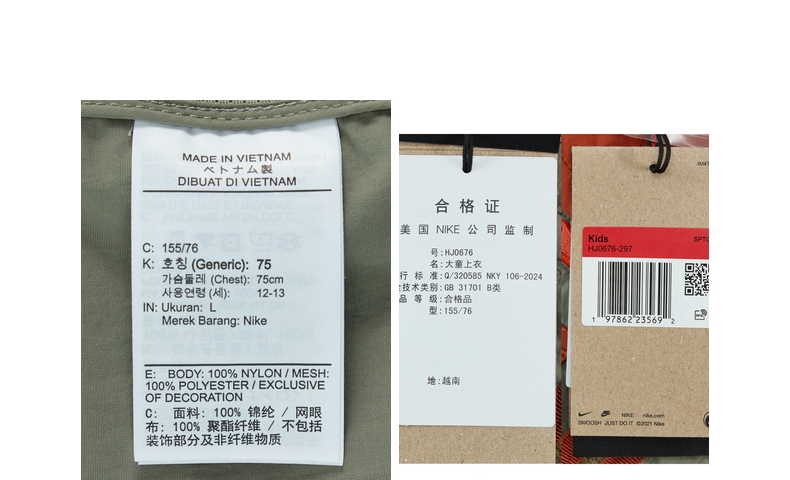 MADE IN VIETNAM
ベトナム製
DIBUAT DI VIETNAM
C: 155/76
K: 호칭 (Generic): 75
가슴둘레 (Chest): 75cm
사용연령 (세): 12-13
IN: Ukuran: L
Merek Barang: Nike
E: BODY: 100% NYLON / MESH:
100% POLYESTER / EXCLUSIVE
OF DECORATION
C: 面料: 100% 锦纶 / 网眼
布: 100% 聚酯纤维 / 不包括
装饰部分及非纤维物质
合格证
美国 NIKE 公司监制
号:HJ0676
名:大童上衣
行 标 准:Q/320585 NKY 106-2024
技术类别:GB 31701 B类
品 等 级:合格品
型:155/76
地:越南
Kids
HJ0676-297
1 97862 23569 2
NIKE nike.com
SWOOSH JUST DO IT ©2021 Nike